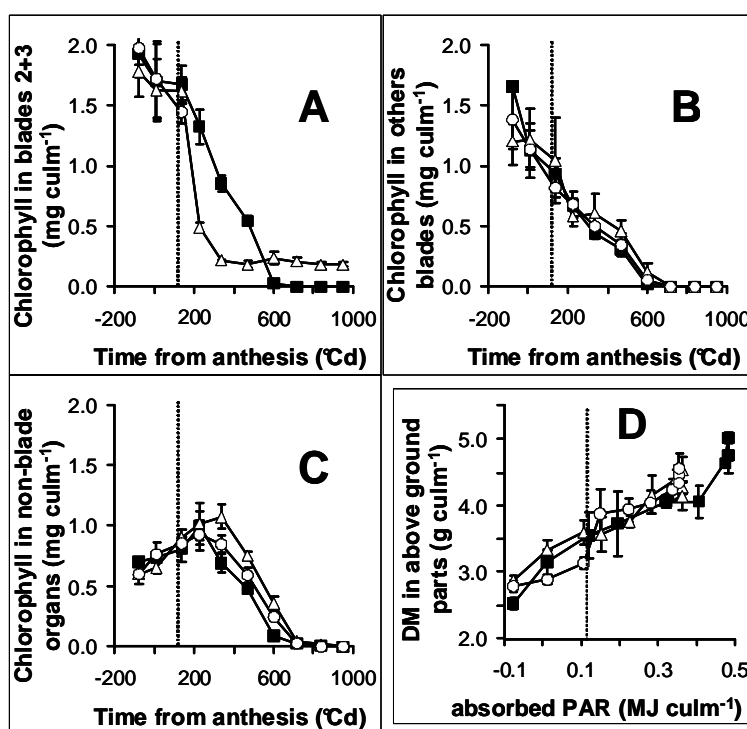 2.0
1.5
1.0
0.5
0.0
-200 200 600 1000
Chlorophyll in blades 2+3
(mg culm⁻¹)
Time from anthesis (°Cd)
A
2.0
1.5
1.0
0.5
0.0
-200 200 600 1000
Chlorophyll in others
blades (mg culm⁻¹)
Time from anthesis (°Cd)
B
2.0
1.5
1.0
0.5
0.0
-200 200 600 1000
Chlorophyll in non-blade
organs (mg culm⁻¹)
Time from anthesis (°Cd)
C
5.0
4.0
3.0
2.0
-0.1 0.1 0.3 0.5
DM in above ground
parts (g culm⁻¹)
absorbed PAR (MJ culm⁻¹)
D